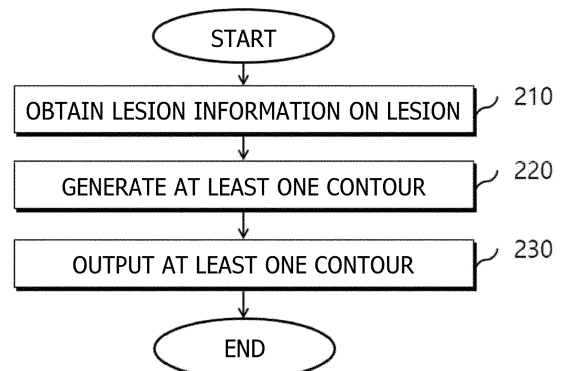 START
OBTAIN LESION INFORMATION ON LESION
210
GENERATE AT LEAST ONE CONTOUR
220
OUTPUT AT LEAST ONE CONTOUR
230
END